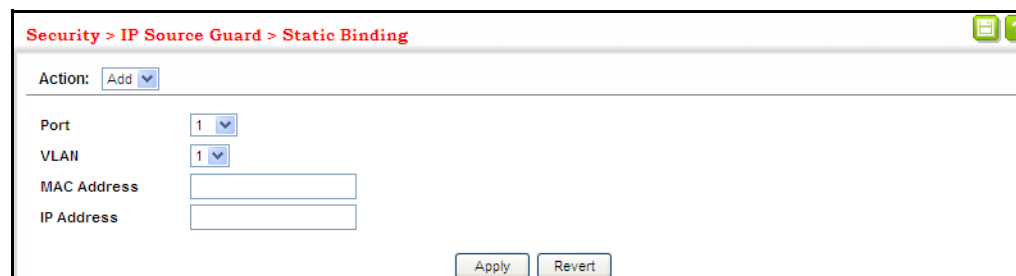 Security > IP Source Guard > Static Binding
Action: Add
Port 1
VLAN 1
MAC Address
IP Address
Apply Revert